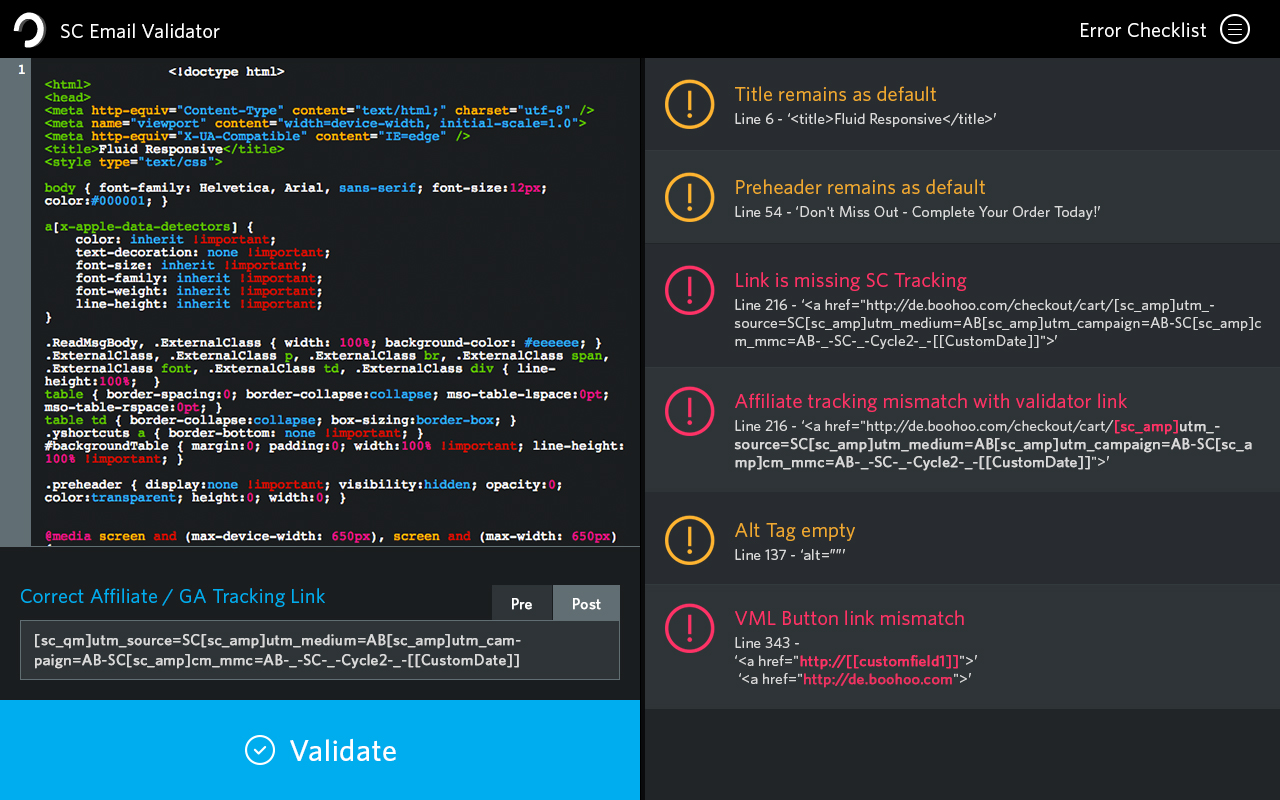 SC Email Validator
Error Checklist
1
<!doctype html>
<html>
<head>
<meta http-equiv="Content-Type" content="text/html;" charset="utf-8" />
<meta name="viewport" content="width=device-width, initial-scale=1.0">
<meta http-equiv="X-UA-Compatible" content="IE=edge" />
<title>Fluid Responsive</title>
<style type="text/css">
body { font-family: Helvetica, Arial, sans-serif; font-size:12px;
color:#000001; }
a[x-apple-data-detectors] {
color: inherit !important;
text-decoration: none !important;
font-size: inherit !important;
font-family: inherit !important;
font-weight: inherit !important;
line-height: inherit !important;
}
.ReadMsgBody, .ExternalClass { width: 100%; background-color: #eeeeee; }
.ExternalClass, .ExternalClass p, .ExternalClass br, .ExternalClass span,
.ExternalClass font, .ExternalClass td, .ExternalClass div { line-
height:100%;  }
table { border-spacing:0; border-collapse:collapse; mso-table-lspace:0pt;
mso-table-rspace:0pt; }
table td { border-collapse:collapse; box-sizing:border-box; }
.yshortcuts a { border-bottom: none !important; }
#backgroundTable { margin:0; padding:0; width:100% !important; line-height:
100% !important; }
.preheader { display:none !important; visibility:hidden; opacity:0;
color:transparent; height:0; width:0; }
@media screen and (max-device-width: 650px), screen and (max-width: 650px)
Correct Affiliate / GA Tracking Link
Pre
Post
[sc_qm]utm_source=SC[sc_amp]utm_medium=AB[sc_amp]utm_cam-
paign=AB-SC[sc_amp]cm_mmc=AB-_-SC-_-Cycle2-_-[[CustomDate]]
Validate
Title remains as default
Line 6 - ‘<title>Fluid Responsive</title>’
Preheader remains as default
Line 54 - ‘Don't Miss Out - Complete Your Order Today!’
Link is missing SC Tracking
Line 216 - ‘<a href="http://de.boohoo.com/checkout/cart/[sc_amp]utm_-
source=SC[sc_amp]utm_medium=AB[sc_amp]utm_campaign=AB-SC[sc_amp]c
m_mmc=AB-_-SC-_-Cycle2-_-[[CustomDate]]">’
Affiliate tracking mismatch with validator link
Line 216 - ‘<a href="http://de.boohoo.com/checkout/cart/[sc_amp]utm_-
source=SC[sc_amp]utm_medium=AB[sc_amp]utm_campaign=AB-SC[sc_a
mp]cm_mmc=AB-_-SC-_-Cycle2-_-[[CustomDate]]">’
Alt Tag empty
Line 137 - ‘alt=””’
VML Button link mismatch
Line 343 -
‘<a href="http://[[customfield1]]">’
‘<a href="http://de.boohoo.com">’